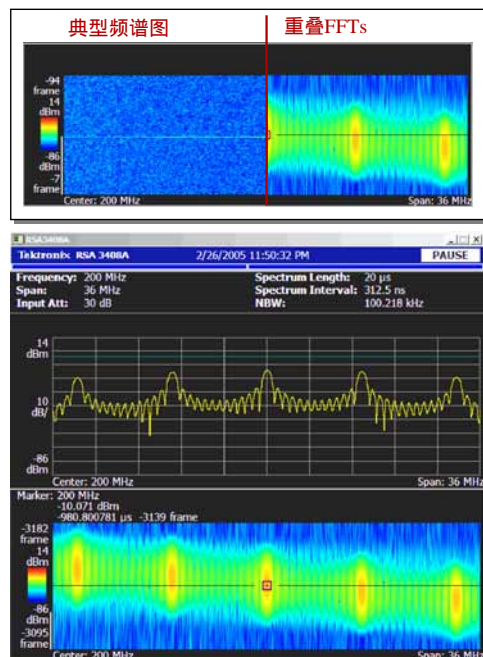 典型频谱图 重叠FFTs
-94
frame
14
dBm
-86
dBm
-7
frame
Center: 200 MHz Span: 36 MHz
RSA3408A
Tektronix RSA 3408A 2/26/2005 11:50:32 PM PAUSE
Frequency: 200 MHz Spectrum Length: 20 µs
Span: 36 MHz Spectrum Interval: 312.5 ns
Input Att: 30 dB NBW: 100.218 kHz
14
dBm
10
dB/
-86
dBm
Center: 200 MHz Span: 36 MHz
Marker: 200 MHz
-10.071 dBm
-980.800781 µs -3139 frame
-3182
frame
14
dBm
-86
dBm
-3095
frame
Center: 200 MHz Span: 36 MHz